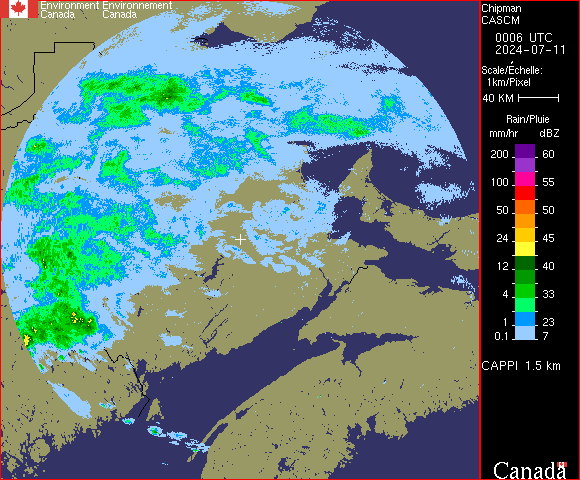 Environment Environnement
Canada Canada
Chipman
CASCM
0006 UTC
2024-07-11
Scale/Échelle:
1km/Pixel
40 KM
Rain/Pluie
mm/hr dBZ
200 60
100 55
50 50
24 45
12 40
4 33
1 23
0.1 7
CAPPI 1.5 km
Canada